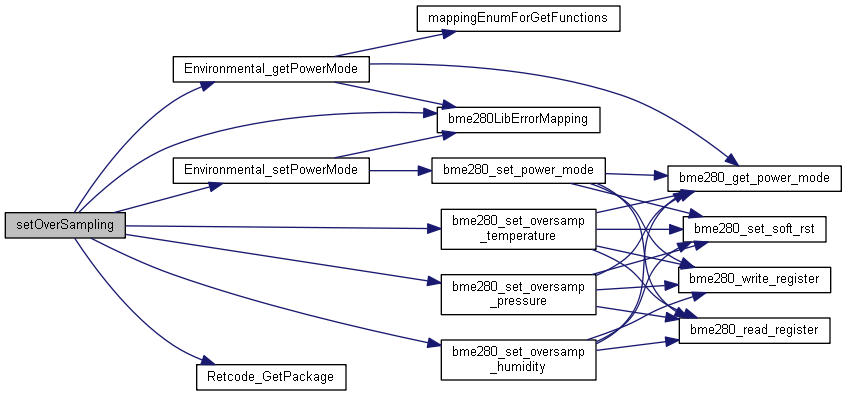 mappingEnumForGetFunctions
Environmental_getPowerMode
bme280LibErrorMapping
Environmental_setPowerMode
bme280_set_power_mode
bme280_get_power_mode
setOverSampling
bme280_set_oversamp
_temperature
bme280_set_soft_rst
bme280_write_register
bme280_set_oversamp
_pressure
bme280_read_register
bme280_set_oversamp
_humidity
Retcode_GetPackage